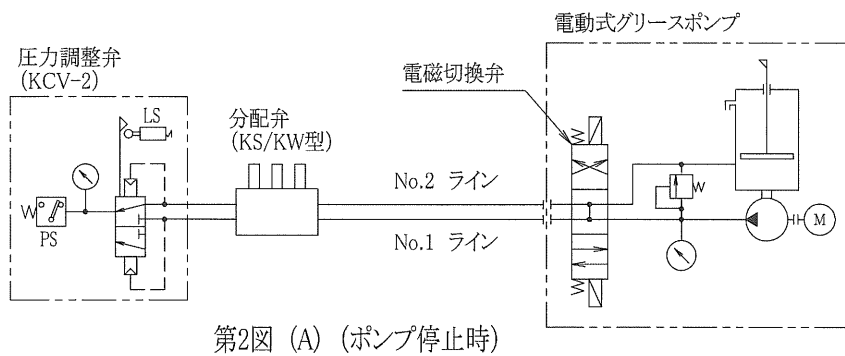 電動式グリースポンプ
圧力調整弁
(KCV-2)
電磁切換弁
LS
分配弁
(KS/KW型)
No.2 ライン
PS
No.1 ライン
M
第2図 (A) (ポンプ停止時)